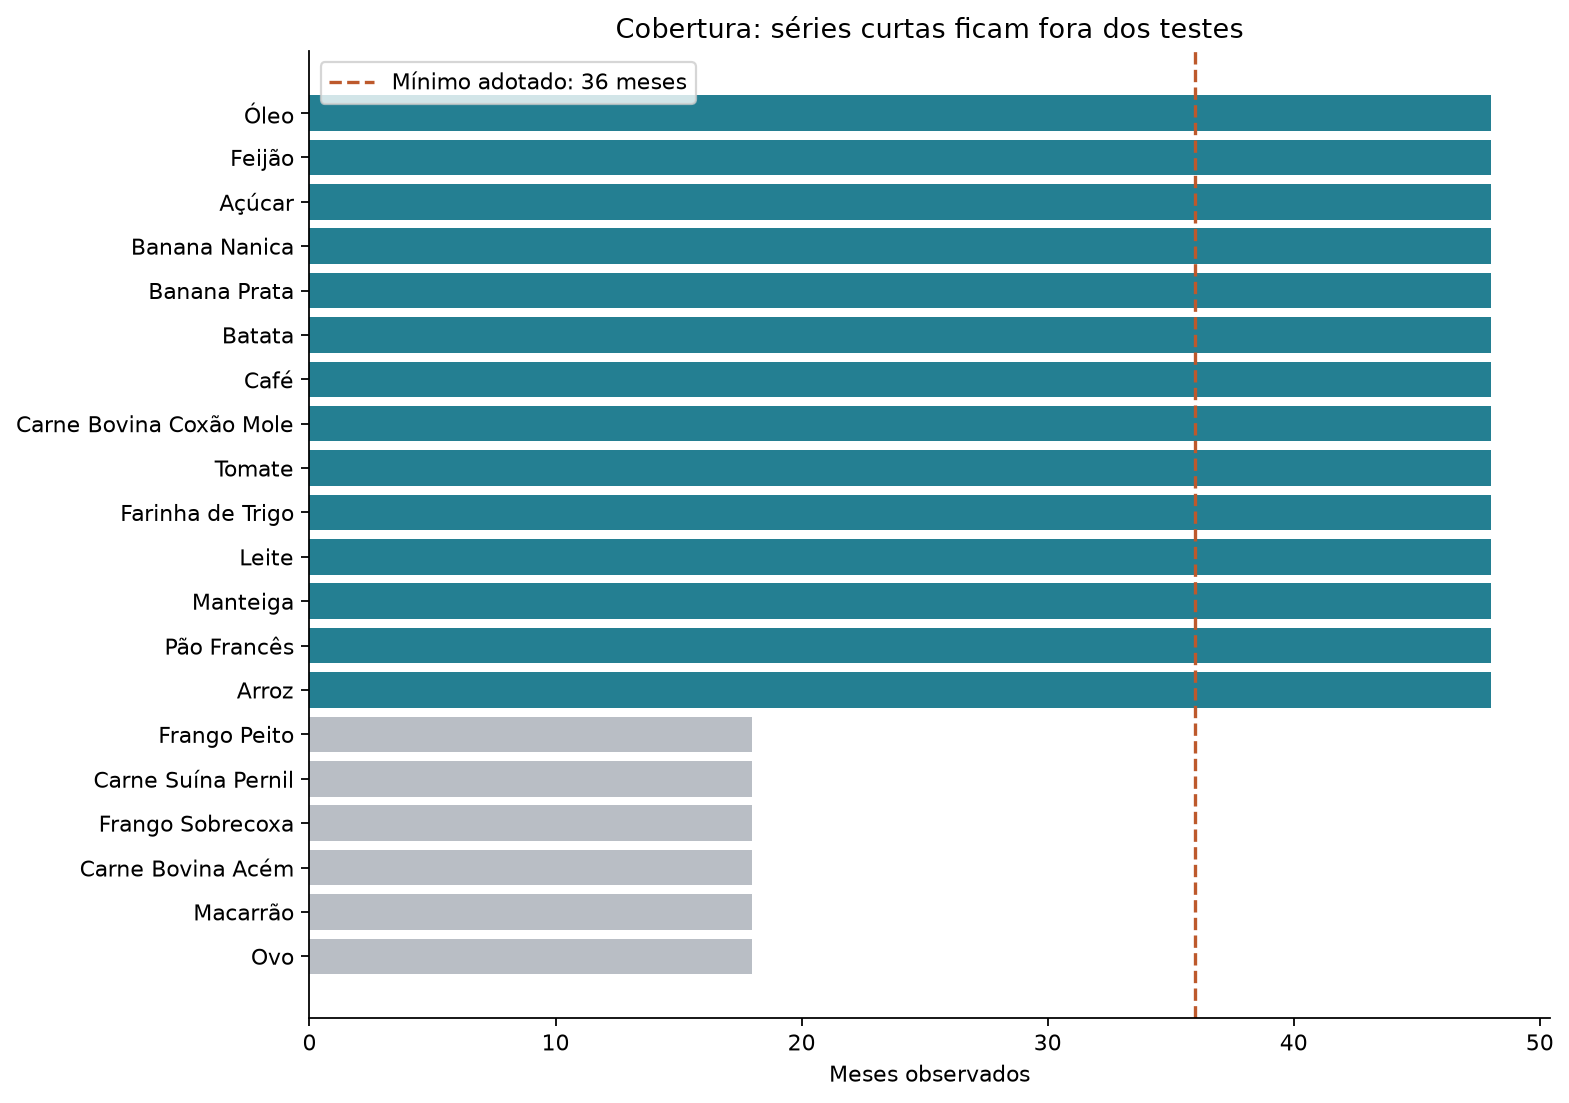 Cobertura: séries curtas ficam fora dos testes
Mínimo adotado: 36 meses
Óleo
Feijão
Açúcar
Banana Nanica
Banana Prata
Batata
Café
Carne Bovina Coxão Mole
Tomate
Farinha de Trigo
Leite
Manteiga
Pão Francês
Arroz
Frango Peito
Carne Suína Pernil
Frango Sobrecoxa
Carne Bovina Acém
Macarrão
Ovo
0 10 20 30 40 50
Meses observados